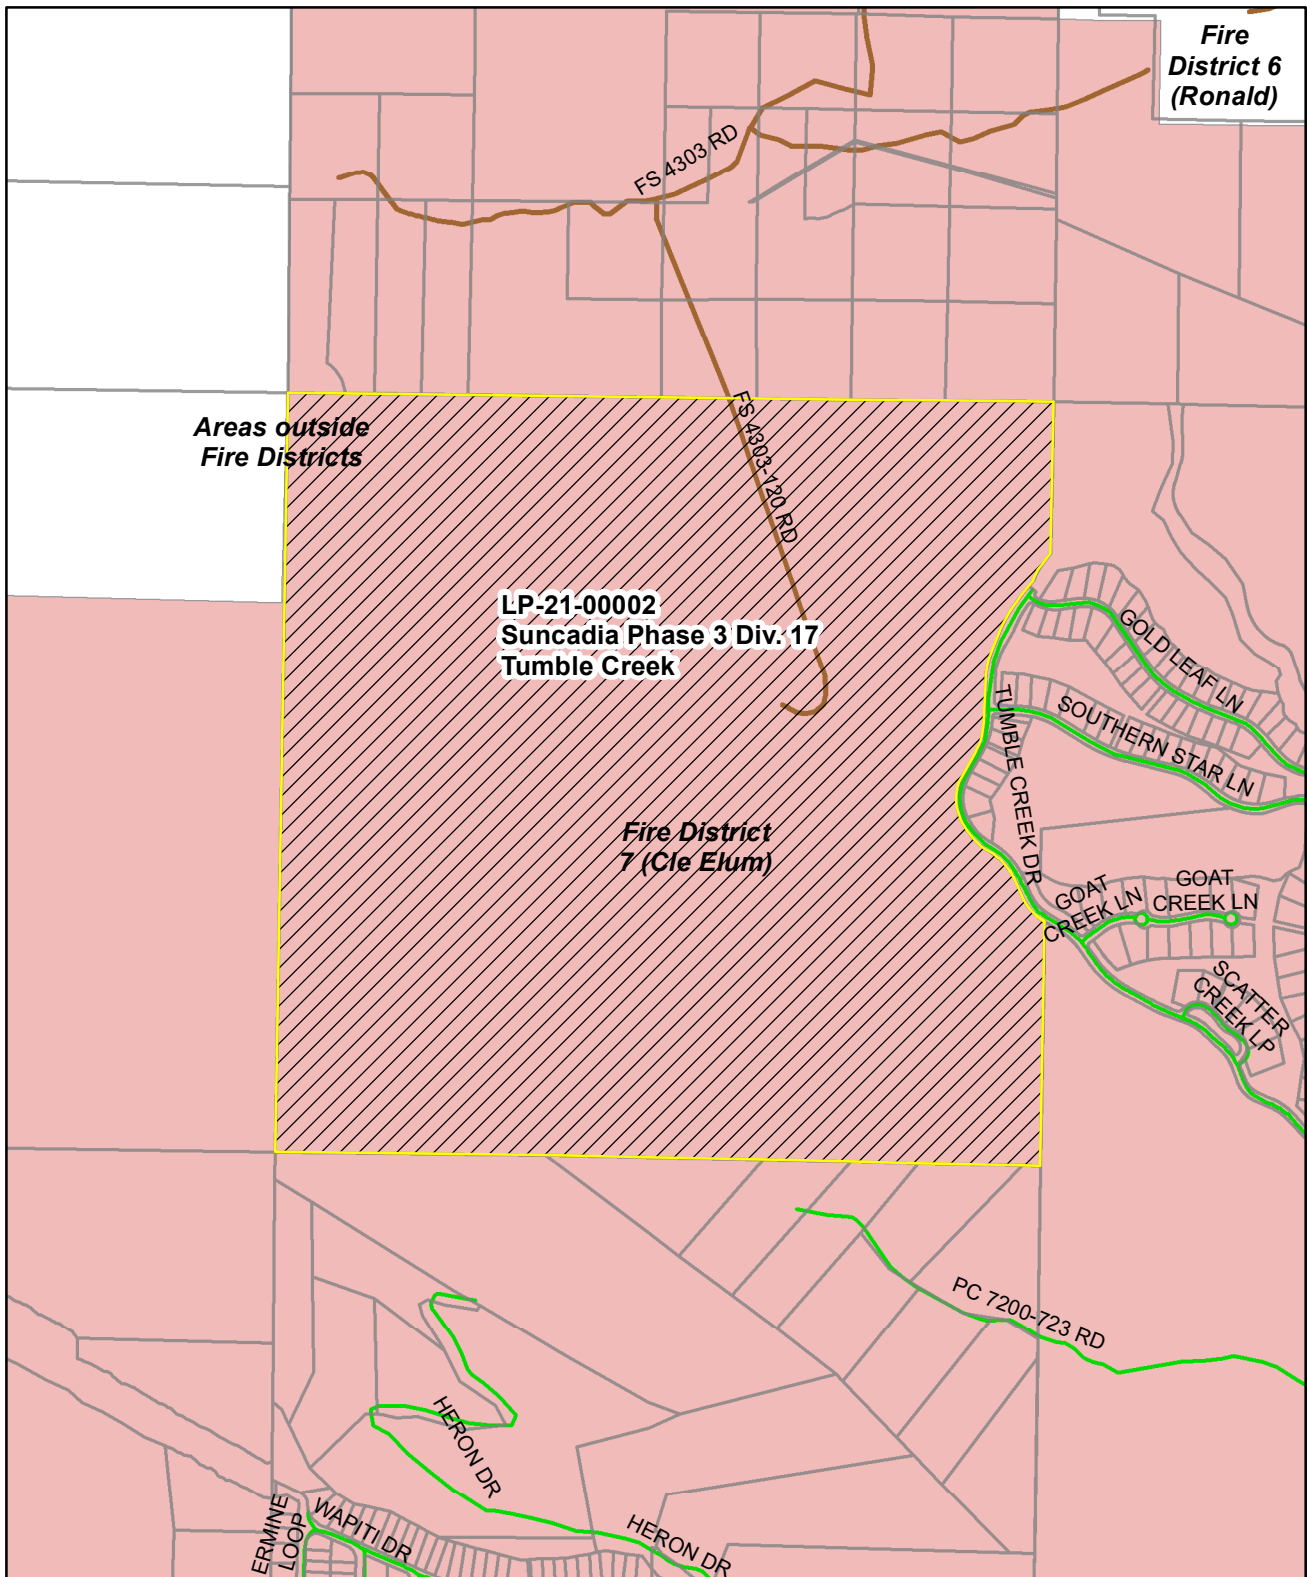 Fire
District 6
(Ronald)
FS 4303 RD
FS 4303-120 RD
Areas outside
Fire Districts
LP-21-00002
Suncadia Phase 3 Div. 17
Tumble Creek
GOLD LEAF LN
SOUTHERN STAR LN
TUMBLE CREEK DR
Fire District
7 (Cle Elum)
GOAT
CREEK LN
GOAT
CREEK LN
SCATTER
CREEK LP
PC 7200-723 RD
HERON DR
HERON DR
ERMINE
LOOP
WAPITI DR